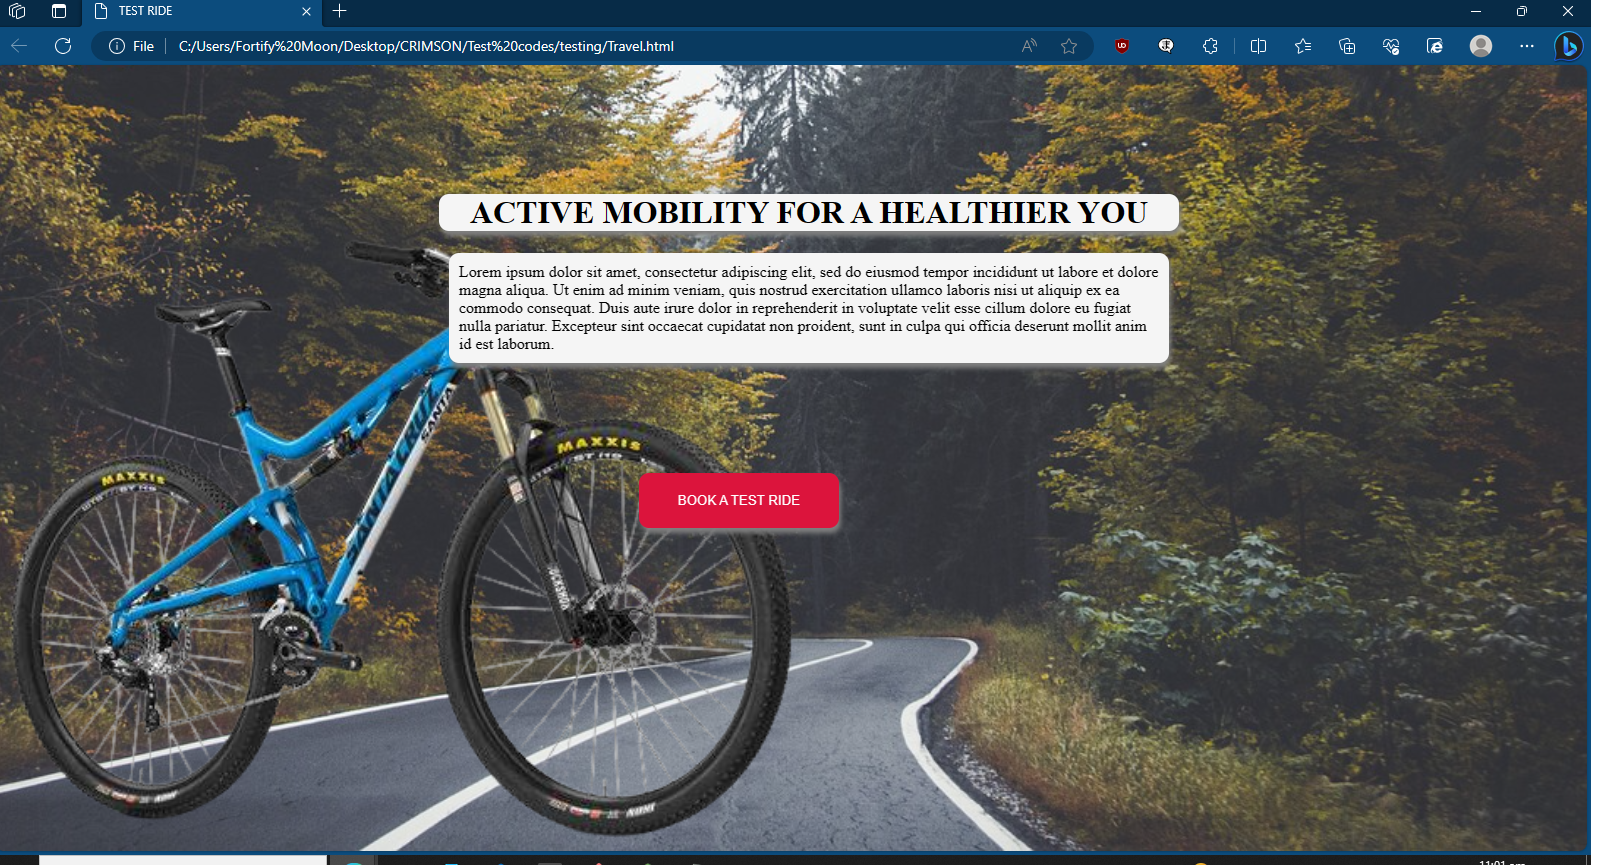 TEST RIDE
File
C:/Users/Fortify%20Moon/Desktop/CRIMSON/Test%20codes/testing/Travel.html
ACTIVE MOBILITY FOR A HEALTHIER YOU
Lorem ipsum dolor sit amet, consectetur adipiscing elit, sed do eiusmod tempor incididunt ut labore et dolore
magna aliqua. Ut enim ad minim veniam, quis nostrud exercitation ullamco laboris nisi ut aliquip ex ea
commodo consequat. Duis aute irure dolor in reprehenderit in voluptate velit esse cillum dolore eu fugiat
nulla pariatur. Excepteur sint occaecat cupidatat non proident, sunt in culpa qui officia deserunt mollit anim
id est laborum.
SANTA
MAXXIS
MAXXIS
SANTA CRUZ
BOOK A TEST RIDE